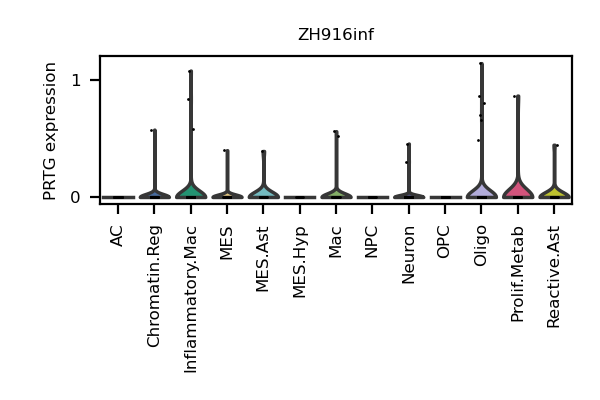 ZH916inf
PRTG expression
1
0
AC
Chromatin.Reg
Inflammatory.Mac
MES
MES.Ast
MES.Hyp
Mac
NPC
Neuron
OPC
Oligo
Prolif.Metab
Reactive.Ast